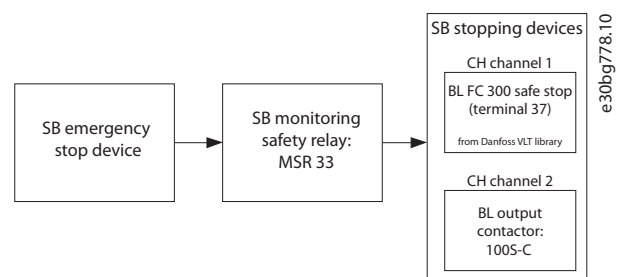 SB emergency
stop device
SB monitoring
safety relay:
MSR 33
SB stopping devices
CH channel 1
BL FC 300 safe stop
(terminal 37)
from Danfoss VLT library
CH channel 2
BL output
contactor:
100S-C
e30bg778.10